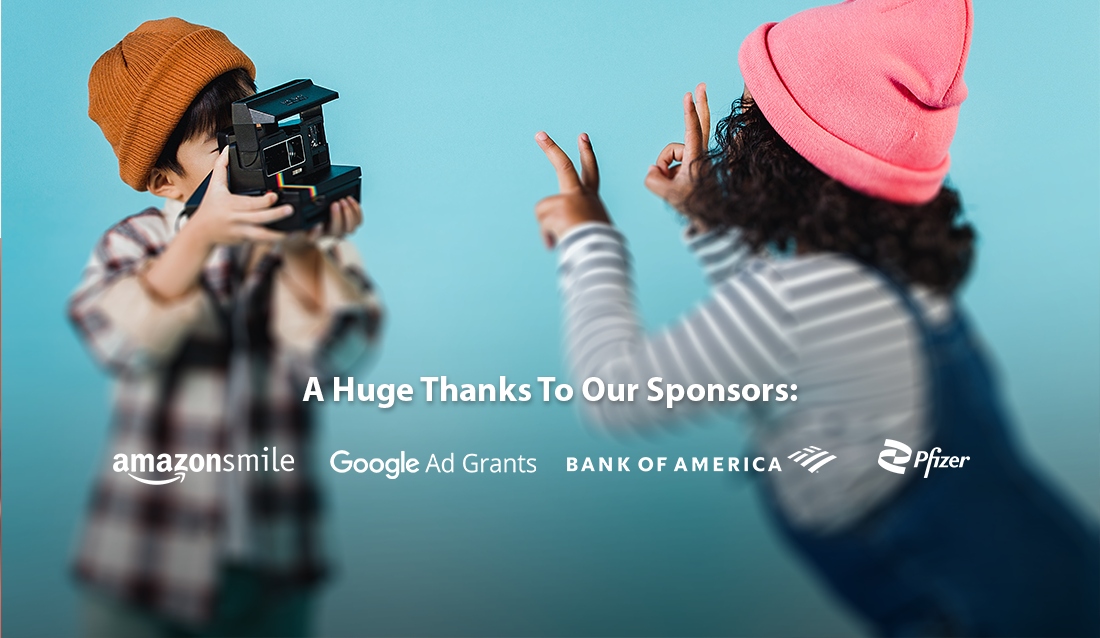 A Huge Thanks To Our Sponsors:
amazonsmile
Google Ad Grants
BANK OF AMERICA
Pfizer